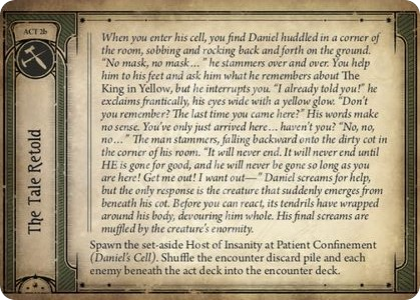 ACT 2b
The Tale Retold
When you enter his cell, you find Daniel huddled in a corner of
the room, sobbing and rocking back and forth on the ground.
“No mask, no mask…” he stammers over and over. You help
him to his feet and ask him what he remembers about The
King in Yellow, but he interrupts you. “I already told you!” he
exclaims frantically, his eyes wide with a yellow glow. “Don’t
you remember? The last time you came here?” His words make
no sense. You’ve only just arrived here… haven’t you? “No, no,
no…” The man stammers, falling backward onto the dirty cot in
the corner of his room. “It will never end. It will never end until
HE is gone for good, and he will never be gone so long as you
are here! Get me out! I want out—” Daniel screams for help,
but the only response is the creature that suddenly emerges from
beneath his cot. Before you can react, its tendrils have wrapped
around his body, devouring him whole. His final screams are
muffled by the creature’s enormity.
Spawn the set-aside Host of Insanity at Patient Confinement
(Daniel’s Cell). Shuffle the encounter discard pile and each
enemy beneath the act deck into the encounter deck.